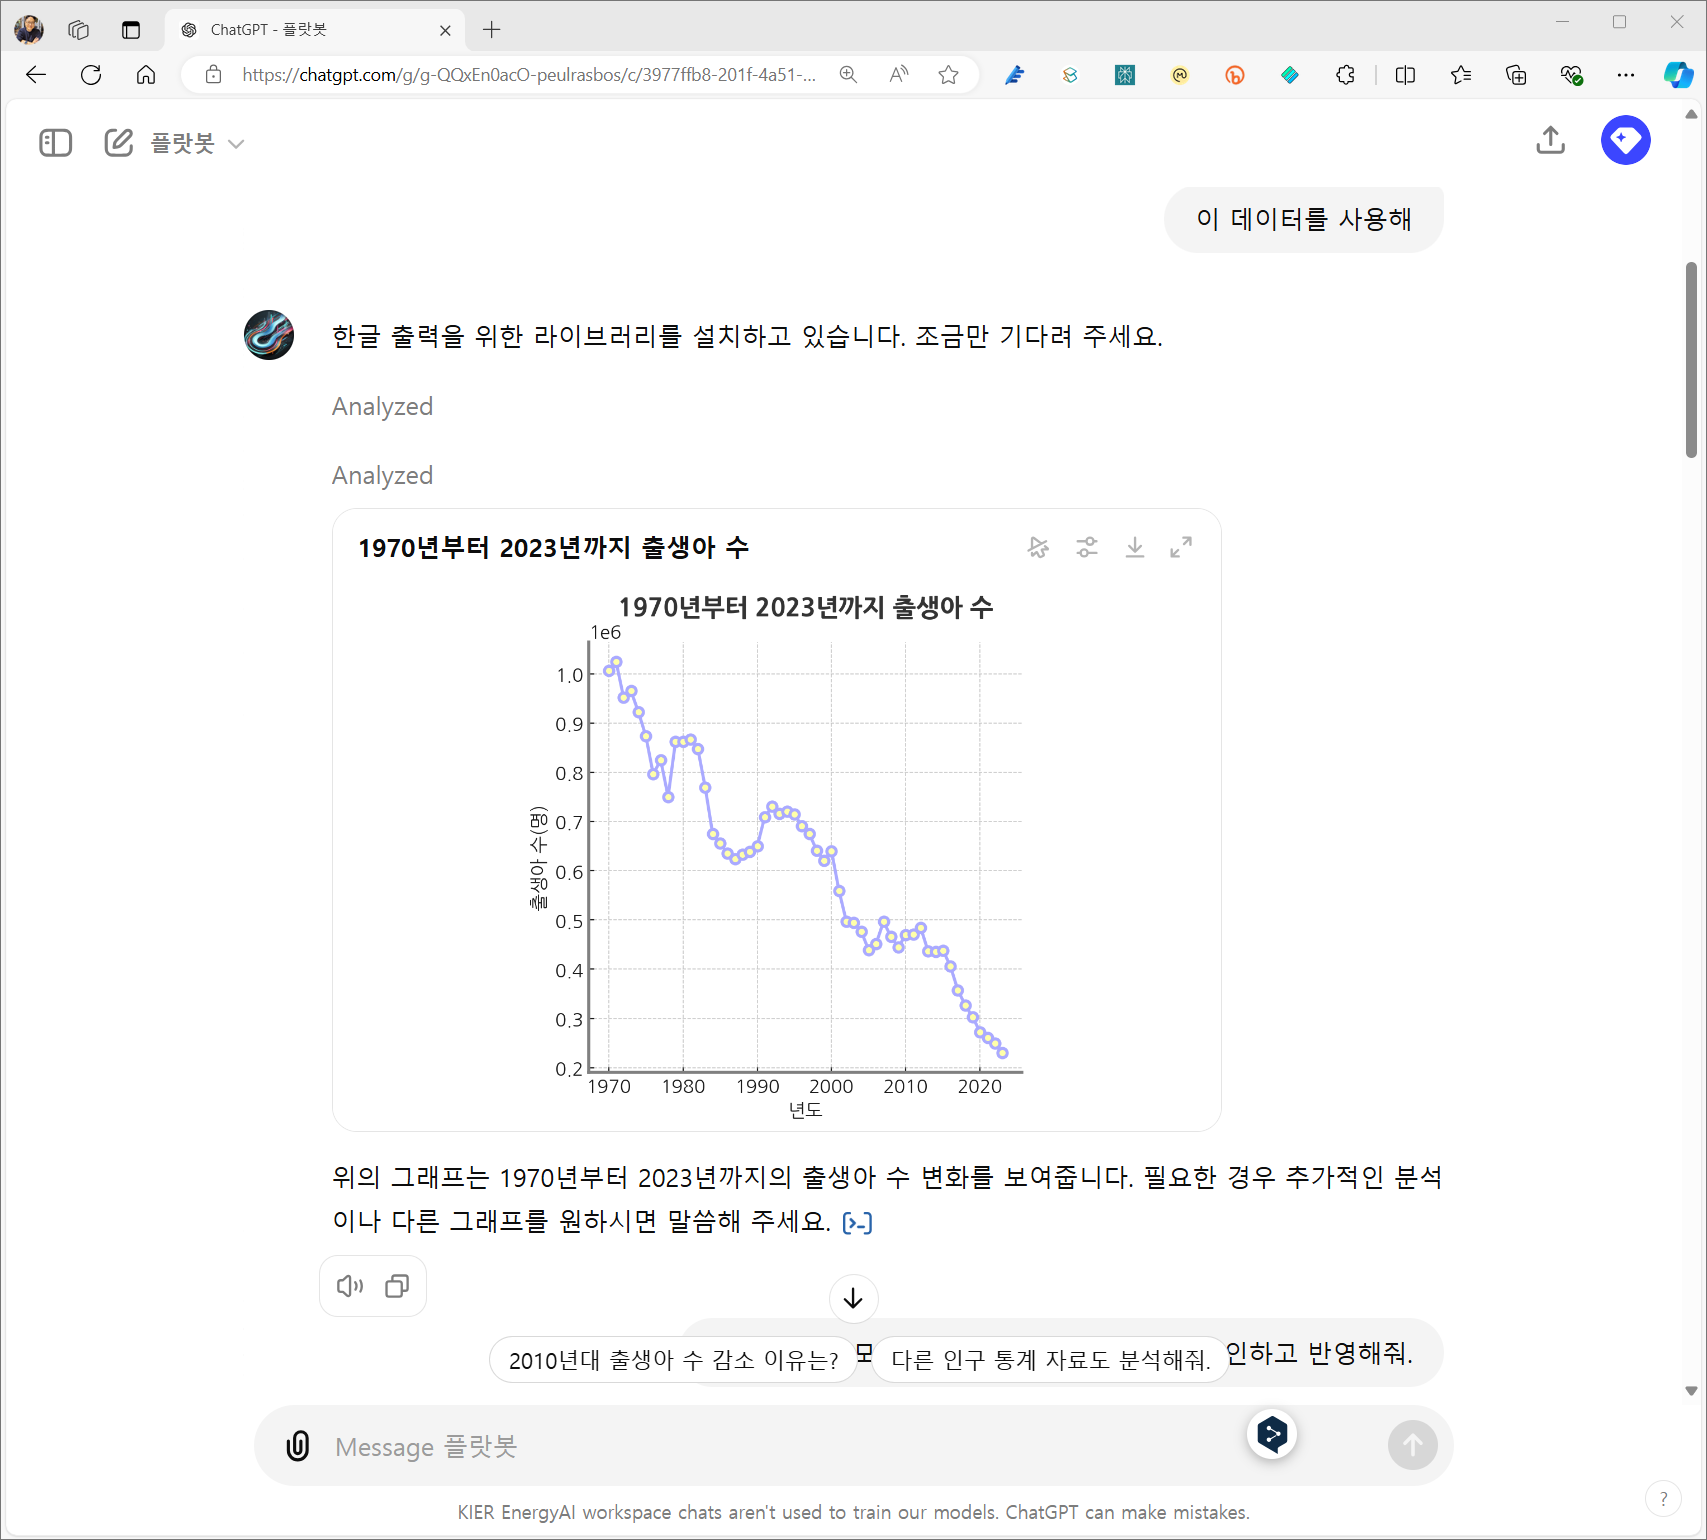 ChatGPT - 플랏봇
https://chatgpt.com/g/g-QQxEn0acO-peulrasbos/c/3977ffb8-201f-4a51-...
플랏봇
이 데이터를 사용해
한글 출력을 위한 라이브러리를 설치하고 있습니다. 조금만 기다려 주세요.
Analyzed
Analyzed
1970년부터 2023년까지 출생아 수
1970년부터 2023년까지 출생아 수
1e6
1.0
0.9
0.8
0.7
0.6
0.5
0.4
0.3
0.2
출생아 수(명)
1970 1980 1990 2000 2010 2020
년도
위의 그래프는 1970년부터 2023년까지의 출생아 수 변화를 보여줍니다. 필요한 경우 추가적인 분석
이나 다른 그래프를 원하시면 말씀해 주세요. [>-]
인하고 반영해줘.
2010년대 출생아 수 감소 이유는? 다른 인구 통계 자료도 분석해줘.
Message 플랏봇
KIER EnergyAI workspace chats aren't used to train our models. ChatGPT can make mistakes.
?